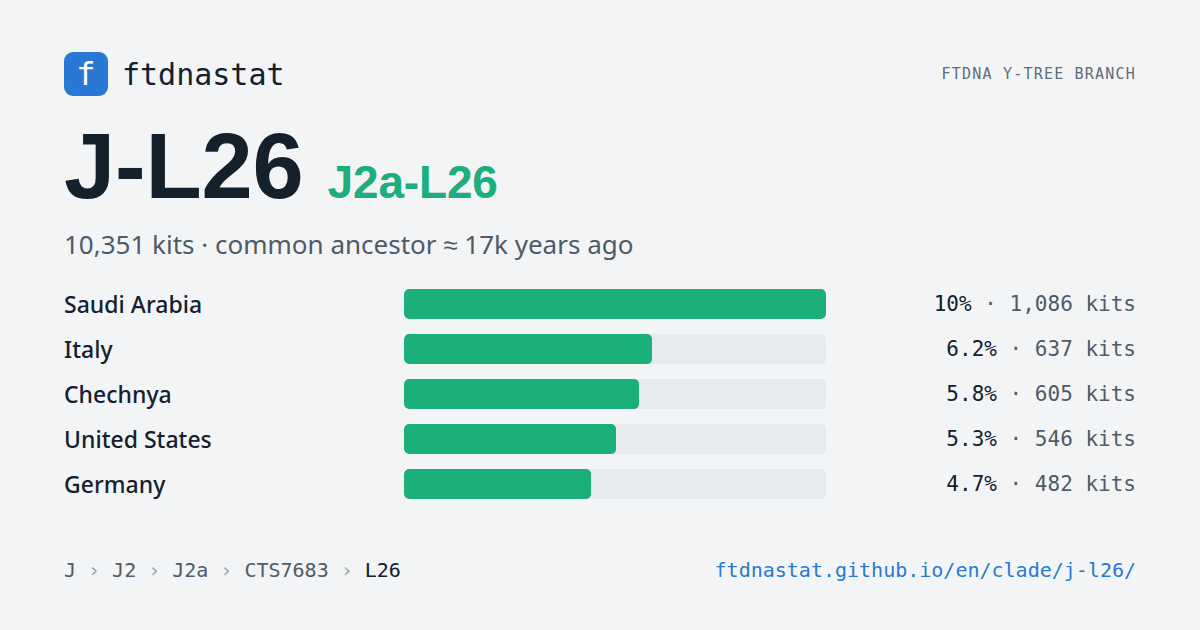 f ftdnastat
FTDNA Y-TREE BRANCH
J-L26 J2a-L26
10,351 kits · common ancestor ≈ 17k years ago
Saudi Arabia 10% · 1,086 kits
Italy 6.2% · 637 kits
Chechnya 5.8% · 605 kits
United States 5.3% · 546 kits
Germany 4.7% · 482 kits
J › J2 › J2a › CTS7683 › L26
ftdnastat.github.io/en/clade/j-l26/